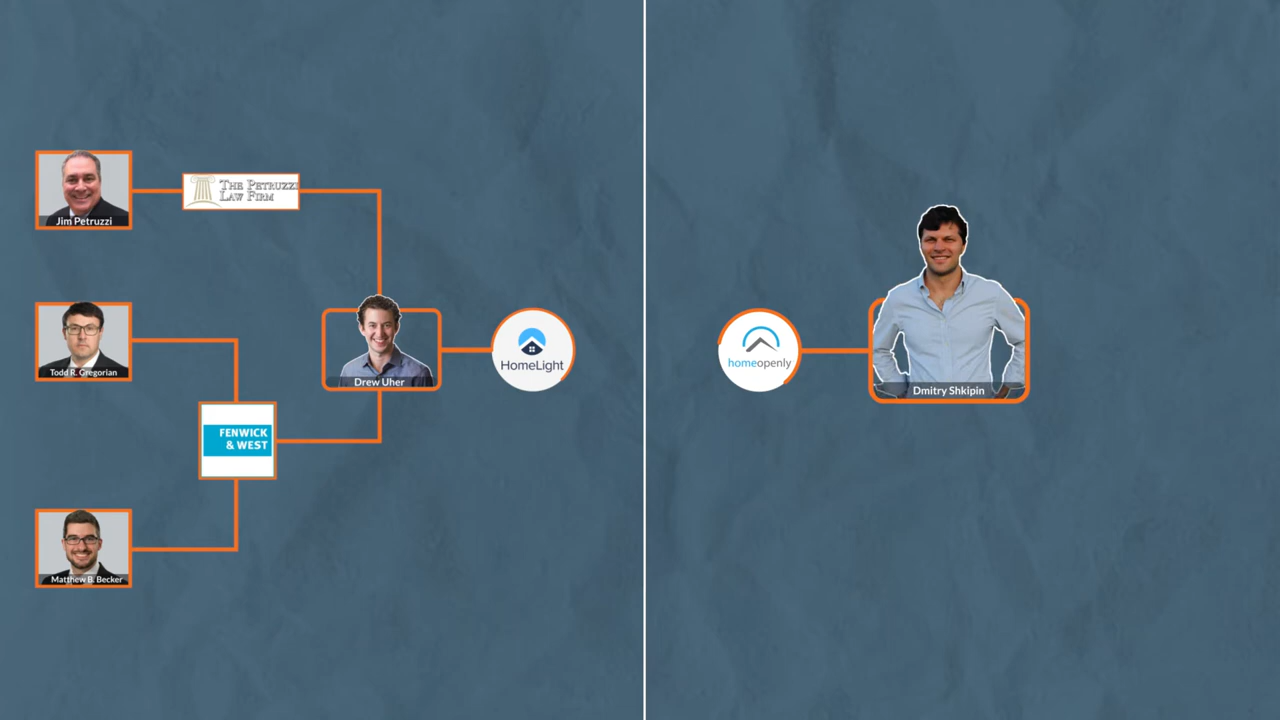 Jim Petruzzi
THE PETRUZZI
LAW FIRM
Todd R. Gregorian
FENWICK
& WEST
Matthew B. Becker
Drew Uher
HomeLight
homeopenly
Dmitry Shkipin